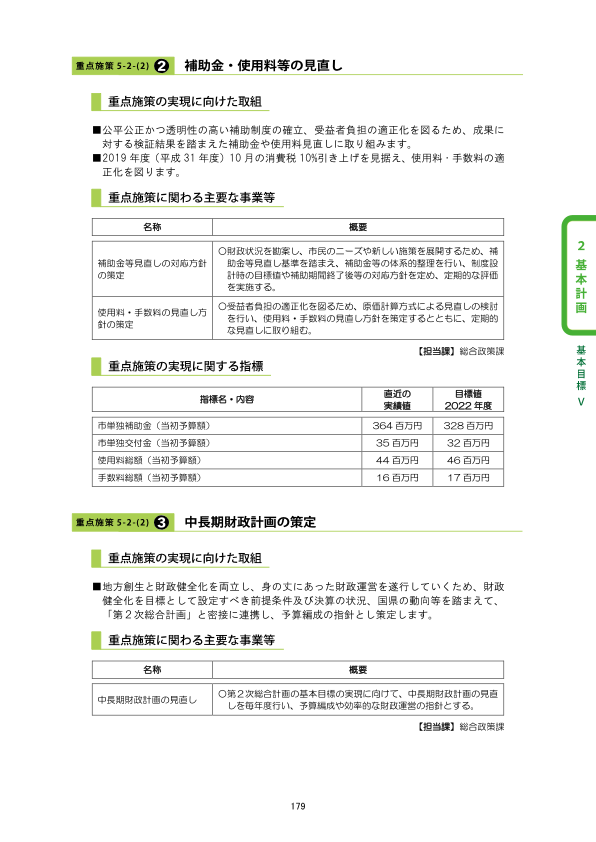 重点施策 5-2-(2) ❷ 補助金・使用料等の見直し
重点施策の実現に向けた取組
■公平公正かつ透明性の高い補助制度の確立、受益者負担の適正化を図るため、成果に
対する検証結果を踏まえた補助金や使用料見直しに取り組みます。
■2019 年度（平成 31 年度）10 月の消費税 10%引き上げを見据え、使用料・手数料の適
正化を図ります。
重点施策に関わる主要な事業等
名称 概要
補助金等見直しの対応方針
の策定
○財政状況を勘案し、市民のニーズや新しい施策を展開するため、補
助金等見直し基準を踏まえ、補助金等の体系的整理を行い、制度設
計時の目標値や補助期間終了後等の対応方針を定め、定期的な評価
を実施する。
使用料・手数料の見直し方
針の策定
○受益者負担の適正化を図るため、原価計算方式による見直しの検討
を行い、使用料・手数料の見直し方針を策定するとともに、定期的
な見直しに取り組む。
【担当課】総合政策課
重点施策の実現に関する指標
指標名・内容 直近の
実績値 目標値
2022 年度
市単独補助金（当初予算額） 364 百万円 328 百万円
市単独交付金（当初予算額） 35 百万円 32 百万円
使用料総額（当初予算額） 44 百万円 46 百万円
手数料総額（当初予算額） 16 百万円 17 百万円
重点施策 5-2-(2) ❸ 中長期財政計画の策定
重点施策の実現に向けた取組
■地方創生と財政健全化を両立し、身の丈にあった財政運営を遂行していくため、財政
健全化を目標として設定すべき前提条件及び決算の状況、国県の動向等を踏まえて、
「第２次総合計画」と密接に連携し、予算編成の指針とし策定します。
重点施策に関わる主要な事業等
名称 概要
中長期財政計画の見直し
○第２次総合計画の基本目標の実現に向けて、中長期財政計画の見直
しを毎年度行い、予算編成や効率的な財政運営の指針とする。
【担当課】総合政策課
2 基本計画
基本目標 Ⅴ
179